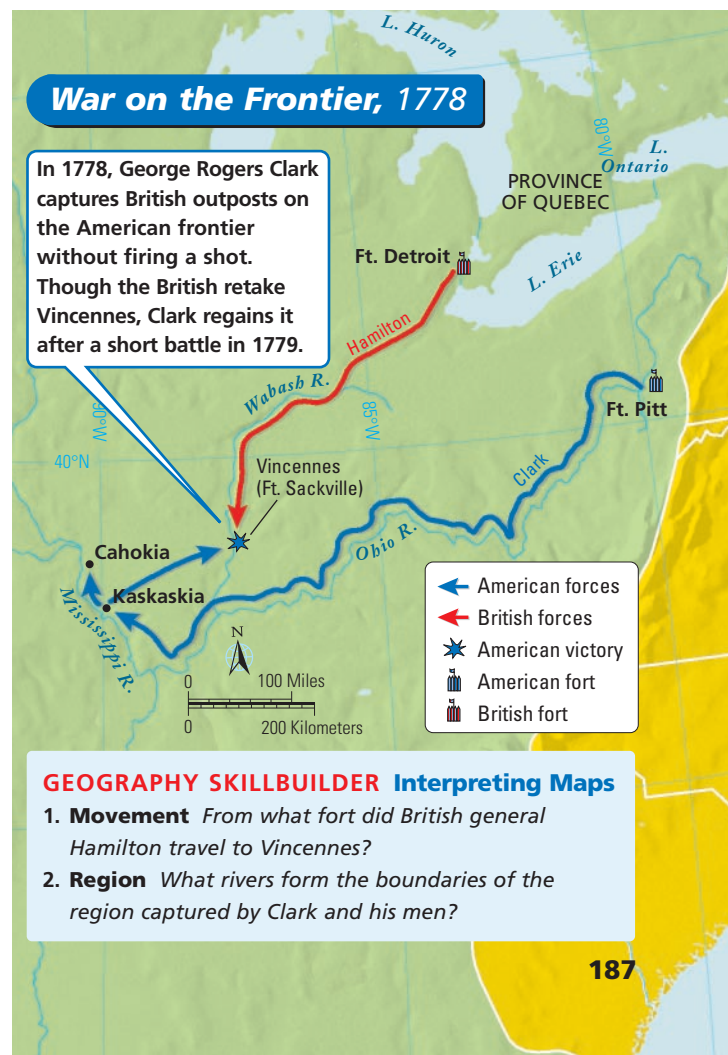 L. Huron
War on the Frontier, 1778
In 1778, George Rogers Clark
captures British outposts on
the American frontier
without firing a shot.
Though the British retake
Vincennes, Clark regains it
after a short battle in 1779.
80°W
L.
Ontario
PROVINCE
OF QUEBEC
Ft. Detroit
L. Erie
Hamilton
Wabash R.
Ft. Pitt
90°W
85°W
40°N
Clark
Vincennes
(Ft. Sackville)
Ohio R.
Cahokia
Kaskaskia
Mississippi R.
N
0 100 Miles
0 200 Kilometers
American forces
British forces
American victory
American fort
British fort
GEOGRAPHY SKILLBUILDER Interpreting Maps
1. Movement From what fort did British general
Hamilton travel to Vincennes?
2. Region What rivers form the boundaries of the
region captured by Clark and his men?
187